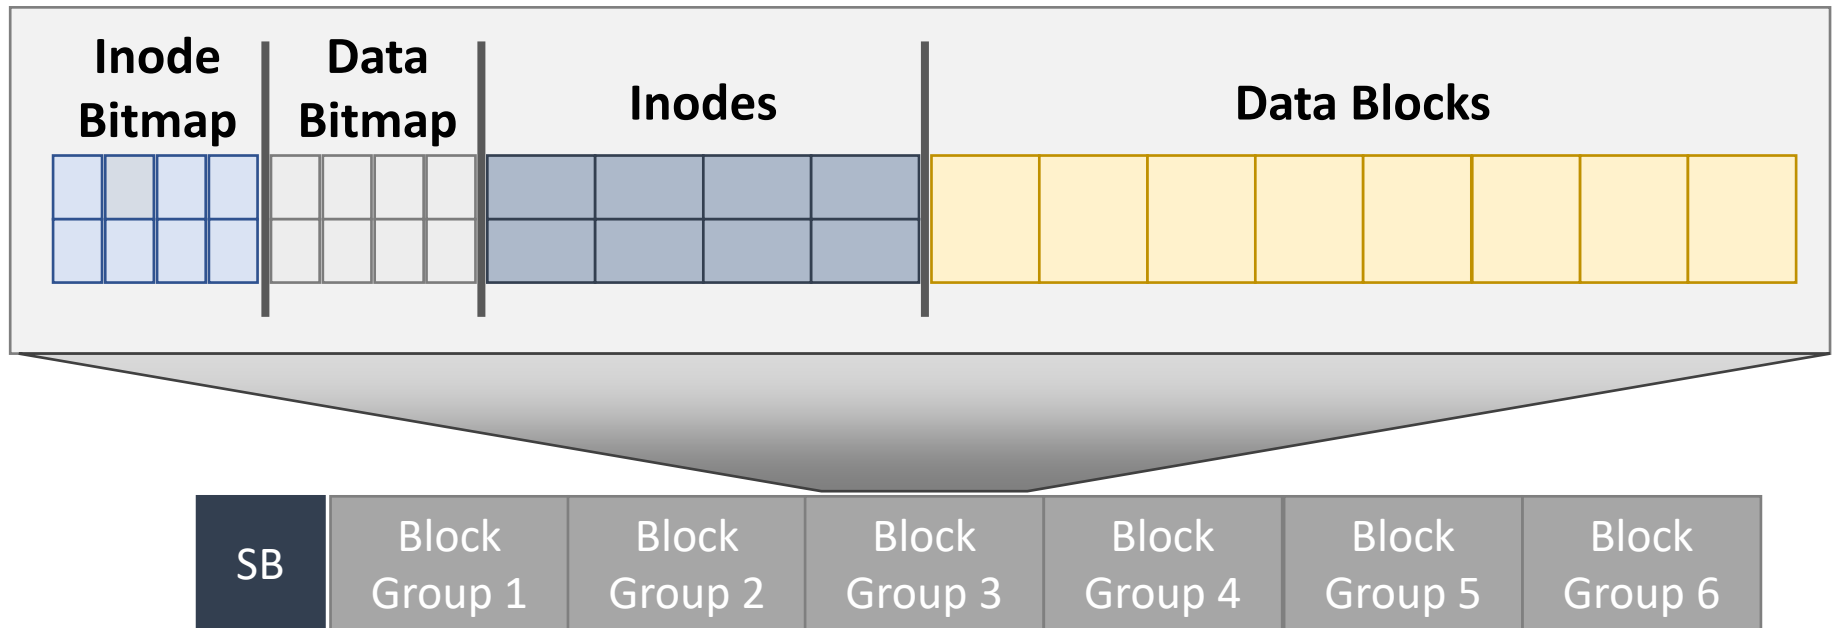 Inode Data
Bitmap Bitmap Inodes Data Blocks
SB
Block Block Block Block Block Block
Group 1 Group 2 Group 3 Group 4 Group 5 Group 6